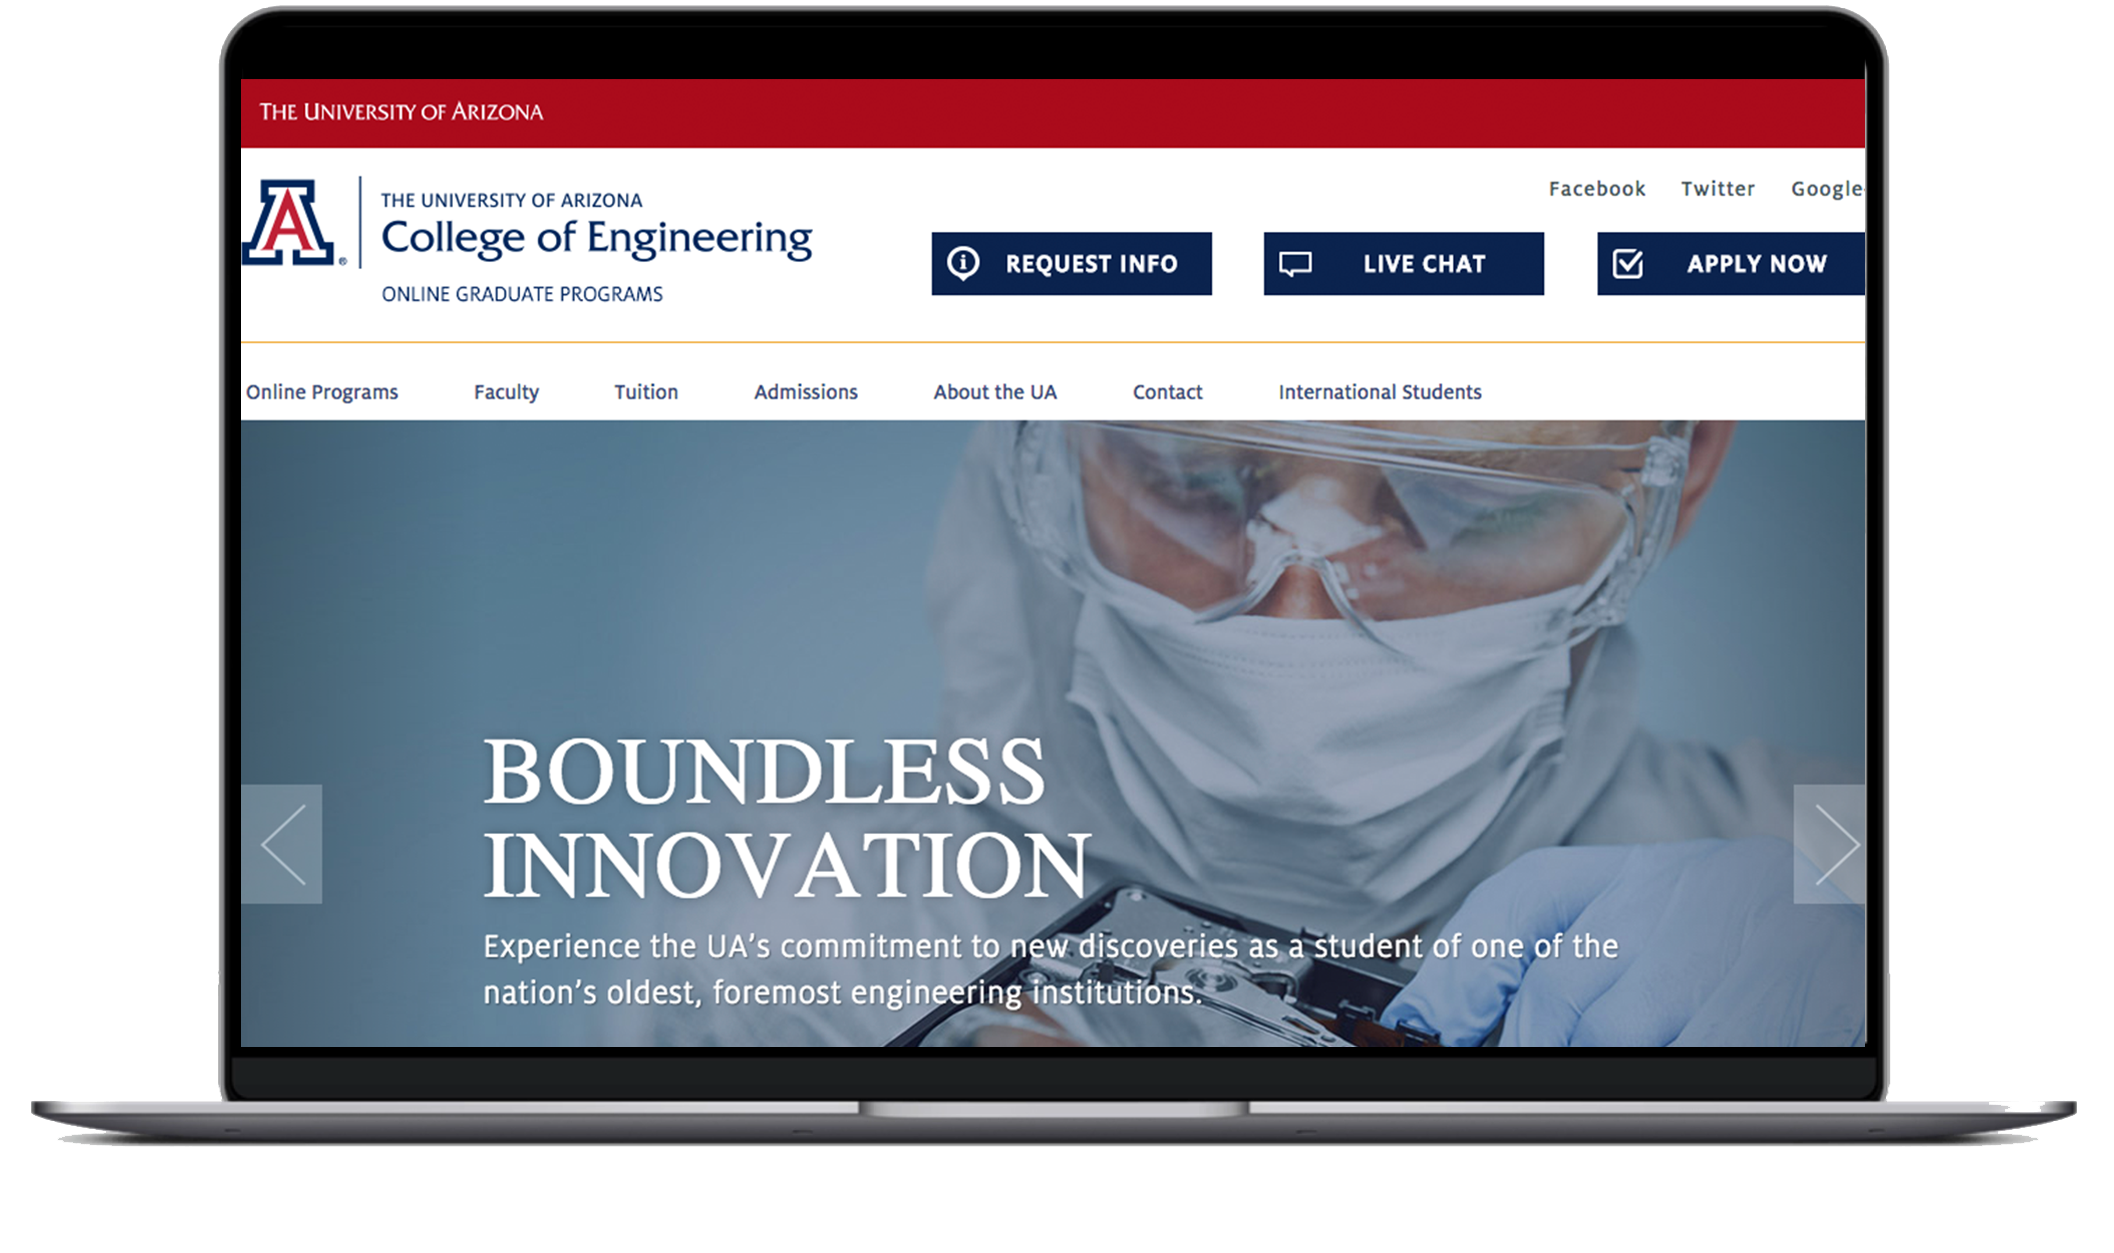 THE UNIVERSITY OF ARIZONA
A
®
THE UNIVERSITY OF ARIZONA
College of Engineering
ONLINE GRADUATE PROGRAMS
Facebook Twitter Google
REQUEST INFO LIVE CHAT APPLY NOW
Online Programs Faculty Tuition Admissions About the UA Contact International Students
BOUNDLESS
INNOVATION
Experience the UA’s commitment to new discoveries as a student of one of the
nation’s oldest, foremost engineering institutions.